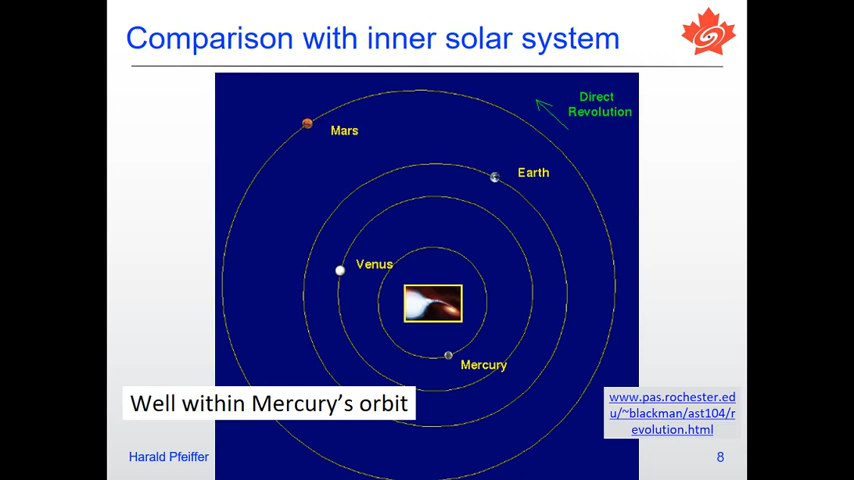 Comparison with inner solar system
Direct
Revolution
Mars
Earth
Venus
Mercury
Well within Mercury's orbit
www.pas.rochester.ed
u/~blackman/ast104/r
evolution.html
Harald Pfeiffer
8